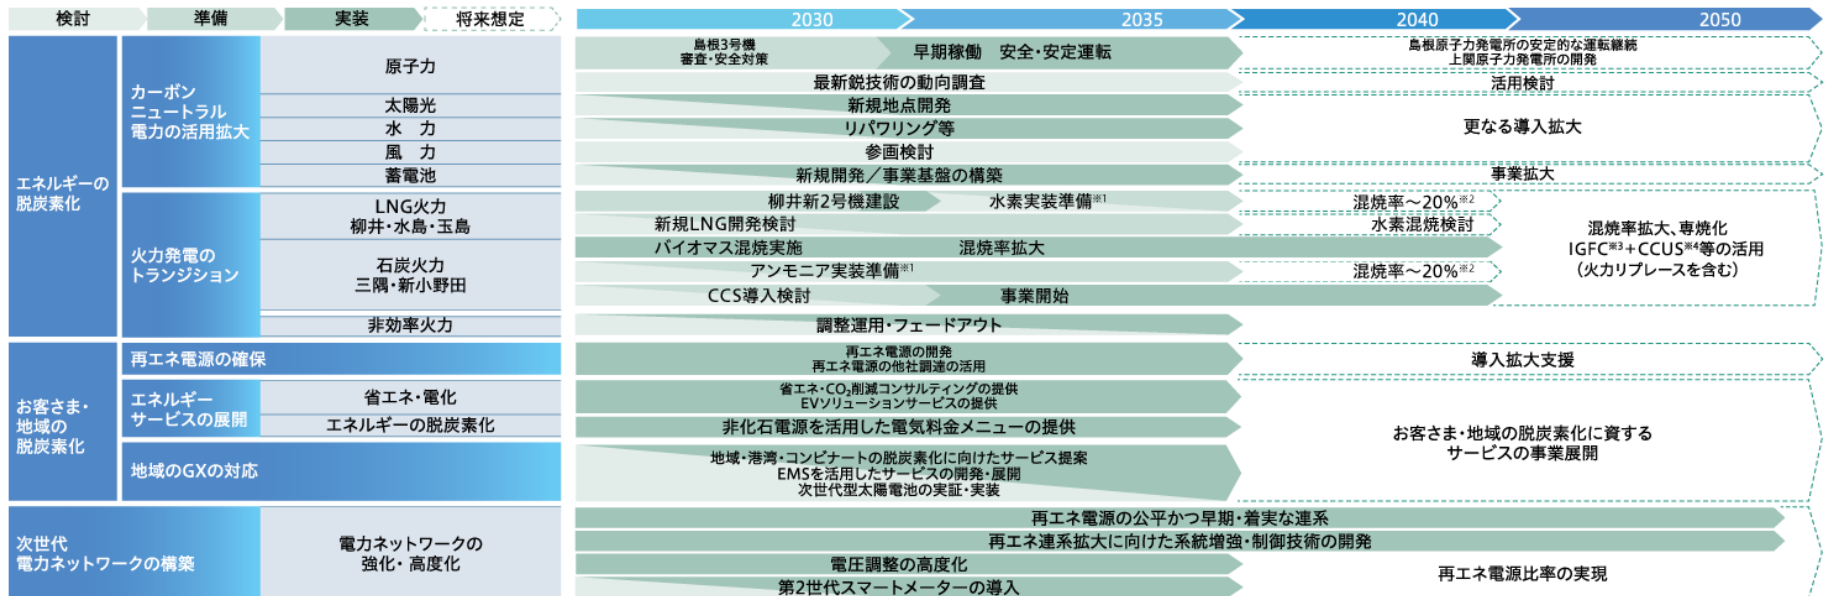 検討 準備 実装 将来想定 2030 2035 2040 2050
エネルギーの
脱炭素化
カーボン
ニュートラル
電力の活用拡大
原子力
島根3号機
審査・安全対策
早期稼働 安全・安定運転
島根原子力発電所の安定的な運転継続
上関原子力発電所の開発
最新鋭技術の動向調査
活用検討
太陽光
新規地点開発
水 力
リパワリング等
更なる導入拡大
風 力
参画検討
蓄電池
新規開発／事業基盤の構築
事業拡大
火力発電の
トランジション
LNG火力
柳井・水島・玉島
柳井新2号機建設
水素実装準備※1
混焼率〜20%※2
新規LNG開発検討
水素混焼検討
石炭火力
三隅・新小野田
バイオマス混焼実施
混焼率拡大
アンモニア実装準備※1
混焼率〜20%※2
CCS導入検討
事業開始
混焼率拡大、専焼化
IGFC※3+CCUS※4等の活用
（火力リプレースを含む）
非効率火力
調整運用・フェードアウト
お客さま・
地域の
脱炭素化
再エネ電源の確保
再エネ電源の開発
再エネ電源の他社調達の活用
導入拡大支援
エネルギー
サービスの展開
省エネ・電化
省エネ・CO₂削減コンサルティングの提供
EVソリューションサービスの提供
エネルギーの脱炭素化
非化石電源を活用した電気料金メニューの提供
地域のGXの対応
地域・港湾・コンビナートの脱炭素化に向けたサービス提案
EMSを活用したサービスの開発・展開
次世代型太陽電池の実証・実装
お客さま・地域の脱炭素化に資する
サービスの事業展開
次世代
電力ネットワークの構築
電力ネットワークの
強化・高度化
再エネ電源の公平かつ早期・着実な連系
再エネ連系拡大に向けた系統増強・制御技術の開発
電圧調整の高度化
第2世代スマートメーターの導入
再エネ電源比率の実現